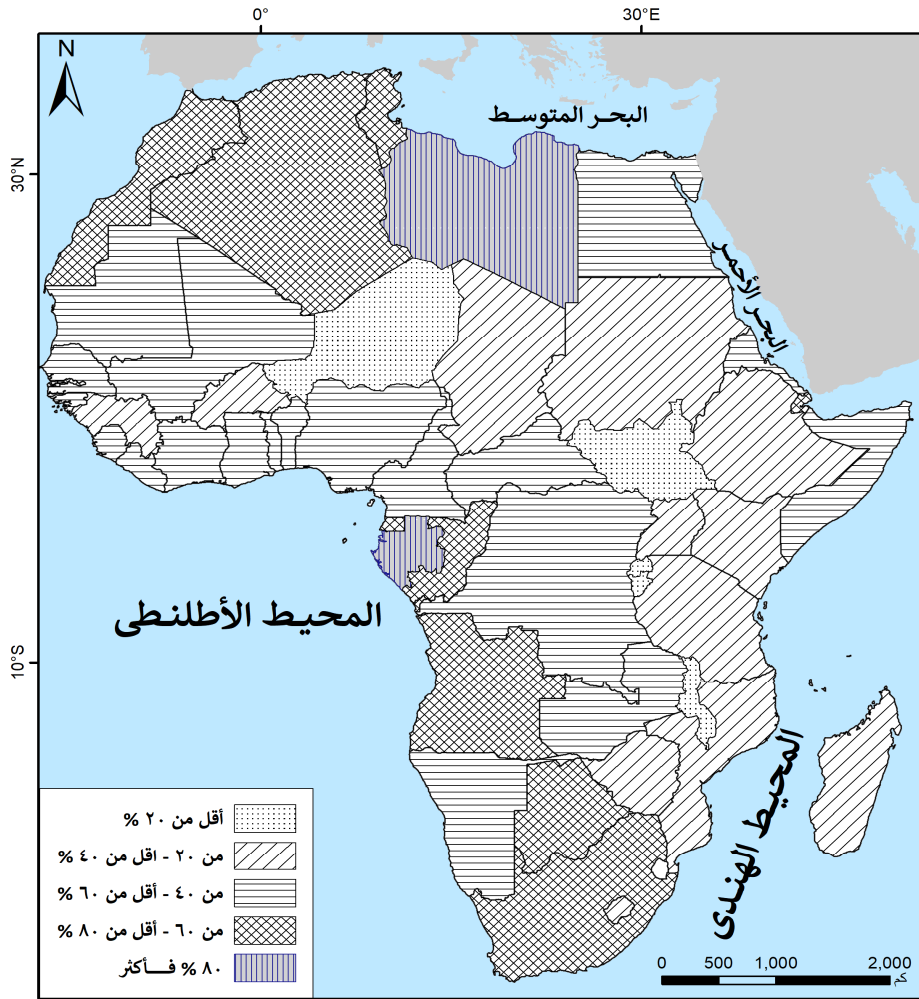 0°
30°E
N
30°N
10°S
البحر المتوسط
البحر الأحمر
المحيط الأطلنطى
المحيط الهندى
أقل من ٢٠ %
من ٢٠ - اقل من ٤٠ %
من ٤٠ - أقل من ٦٠ %
من ٦٠ - أقل من ٨٠ %
٨٠ % فأكثر
0 500 1,000 2,000
كم